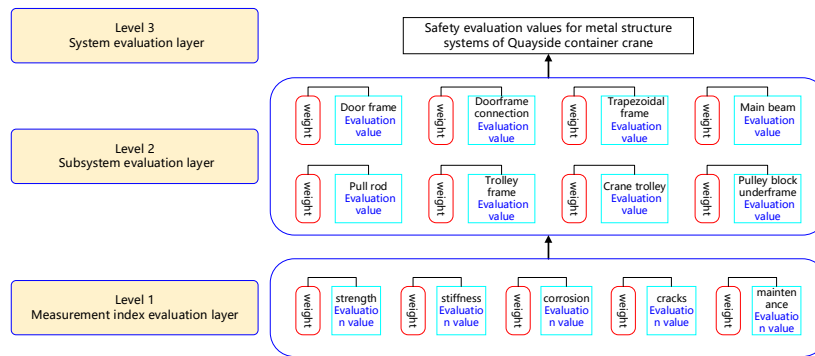 Level 3
System evaluation layer
Safety evaluation values for metal structure
systems of Quayside container crane
Level 2
Subsystem evaluation layer
weight
Door frame
Evaluation
value
weight
Doorframe
connection
Evaluation
value
weight
Trapezoidal
frame
Evaluation
value
weight
Main beam
Evaluation
value
weight
Pull rod
Evaluation
value
weight
Trolley
frame
Evaluation
value
weight
Crane trolley
Evaluation
value
weight
Pulley block
underframe
Evaluation
value
Level 1
Measurement index evaluation layer
weight
strength
Evaluatio
n value
weight
stiffness
Evaluatio
n value
weight
corrosion
Evaluatio
n value
weight
cracks
Evaluatio
n value
weight
mainten
ance
Evaluatio
n value